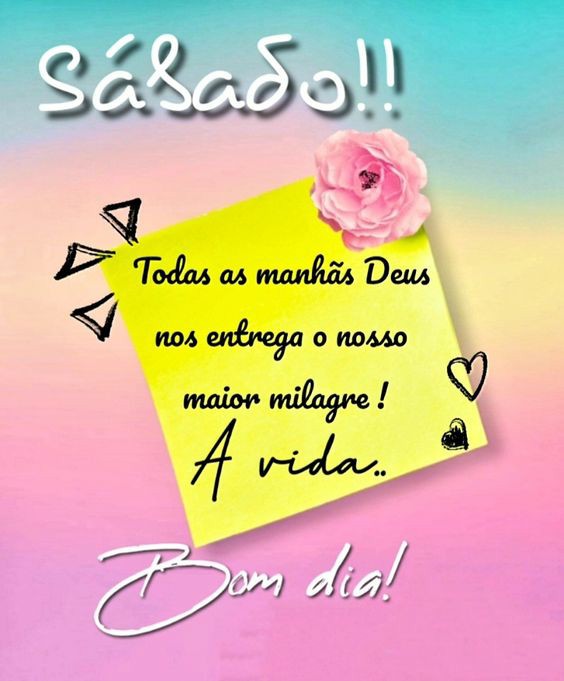 Sábado!!
Todas as manhãs Deus
nos entrega o nosso
maior milagre !
A vida..
Bom dia!